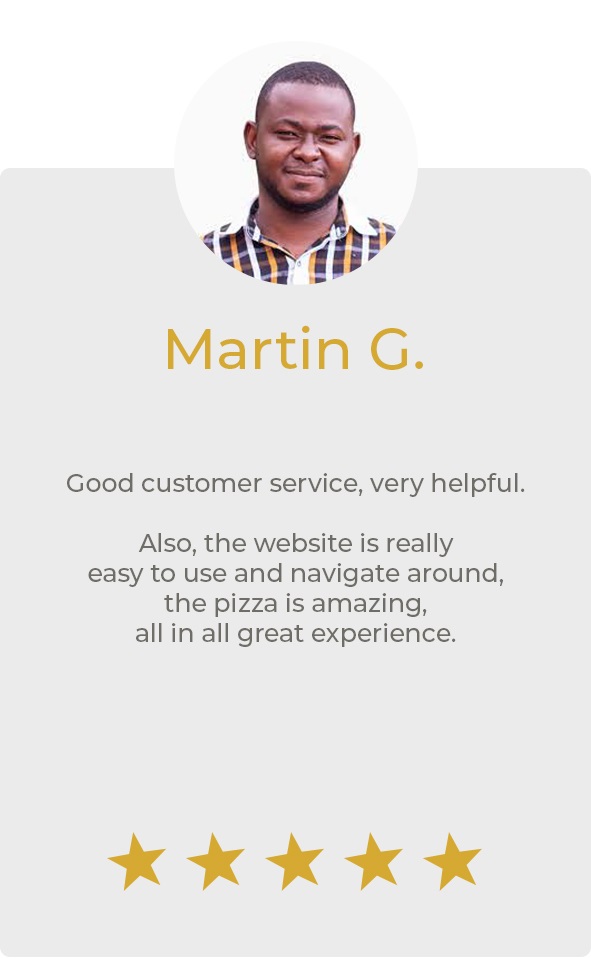 Martin G.
Good customer service, very helpful.
Also, the website is really
easy to use and navigate around,
the pizza is amazing,
all in all great experience.